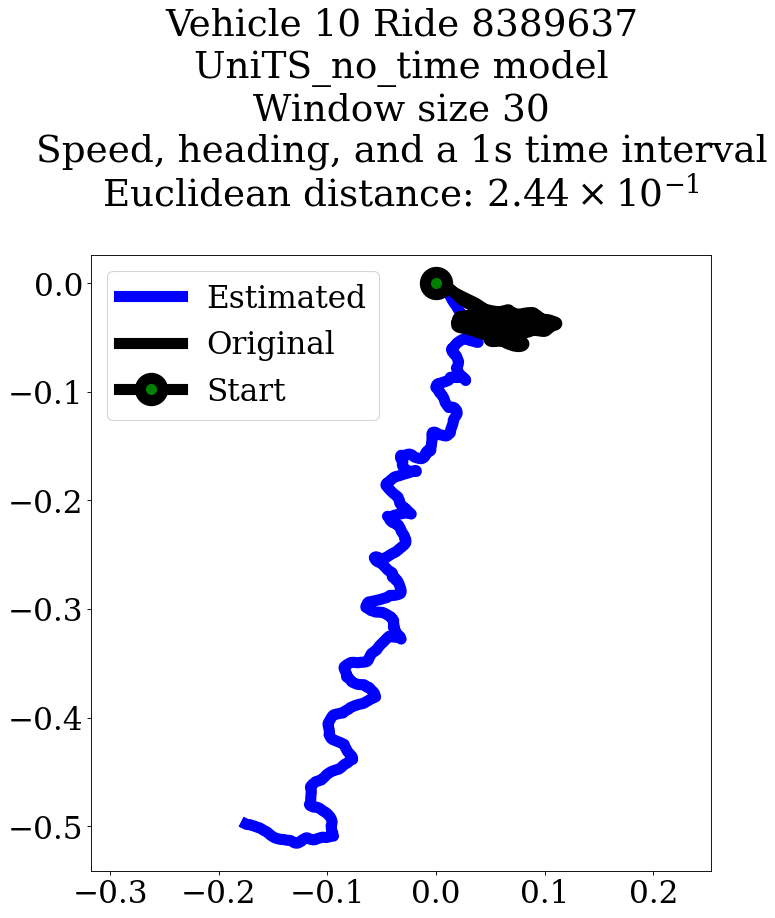 Vehicle 10 Ride 8389637
UniTS_no_time model
Window size 30
Speed, heading, and a 1s time interval
Euclidean distance: 2.44 × 10⁻¹
Estimated
Original
Start
0.0
−0.1
−0.2
−0.3
−0.4
−0.5
−0.3 −0.2 −0.1 0.0 0.1 0.2